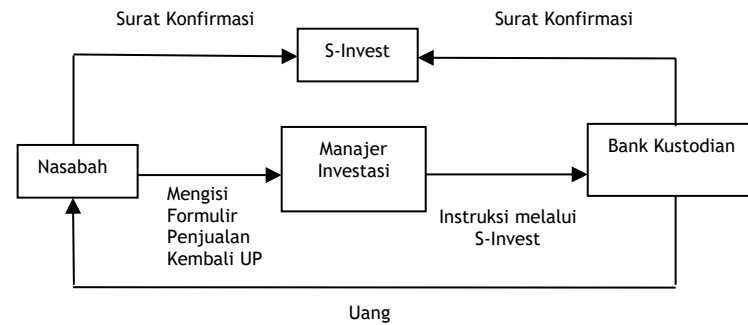 Surat Konfirmasi
Surat Konfirmasi
S-Invest
Nasabah
Manajer
Investasi
Bank Kustodian
Mengisi
Formulir
Penjualan
Kembali UP
Instruksi melalui
S-Invest
Uang